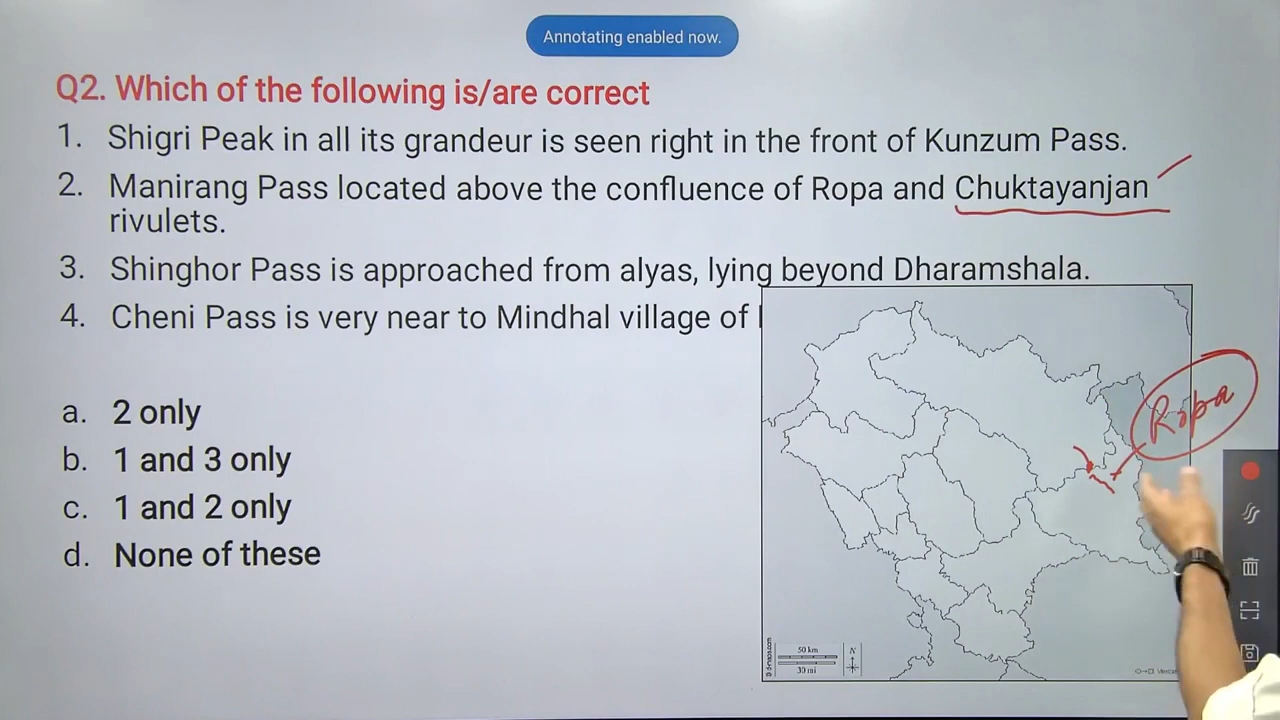 Annotating enabled now.
Q2. Which of the following is/are correct
1. Shigri Peak in all its grandeur is seen right in the front of Kunzum Pass.
2. Manirang Pass located above the confluence of Ropa and Chuktayanjan
rivulets.
3. Shinghor Pass is approached from alyas, lying beyond Dharamshala.
4. Cheni Pass is very near to Mindhal village of
a. 2 only
b. 1 and 3 only
c. 1 and 2 only
d. None of these
Ropa
50 km
30 mi
N